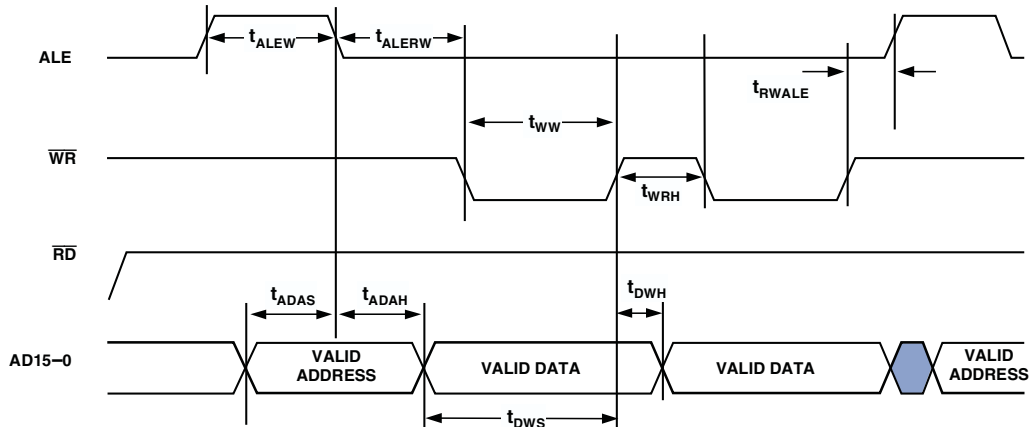 ALE
tALEW
tALERW
tRWALE
tWW
WR
tWRH
RD
tADAS
tADAH
tDWH
AD15–0
VALID
ADDRESS
VALID DATA
VALID DATA
VALID
ADDRESS
tDWS